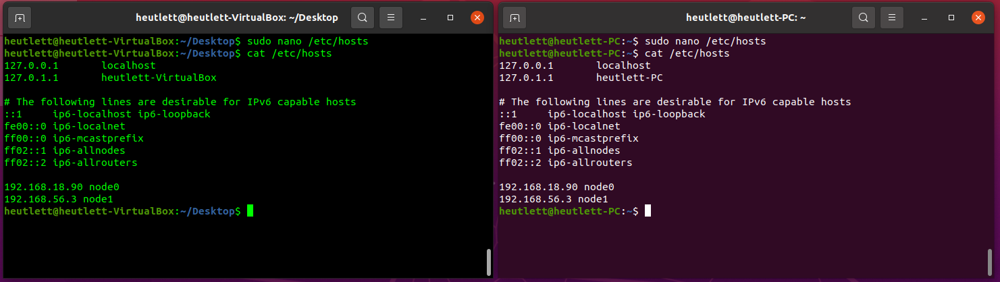 heutlett@heutlett-VirtualBox: ~/Desktop
heutlett@heutlett-VirtualBox:~/Desktop$ sudo nano /etc/hosts
heutlett@heutlett-VirtualBox:~/Desktop$ cat /etc/hosts
127.0.0.1       localhost
127.0.1.1       heutlett-VirtualBox
# The following lines are desirable for IPv6 capable hosts
::1     ip6-localhost ip6-loopback
fe00::0 ip6-localnet
ff00::0 ip6-mcastprefix
ff02::1 ip6-allnodes
ff02::2 ip6-allrouters
192.168.18.90 node0
192.168.56.3 node1
heutlett@heutlett-VirtualBox:~/Desktop$
heutlett@heutlett-PC: ~
heutlett@heutlett-PC:~$ sudo nano /etc/hosts
heutlett@heutlett-PC:~$ cat /etc/hosts
127.0.0.1       localhost
127.0.1.1       heutlett-PC
# The following lines are desirable for IPv6 capable hosts
::1     ip6-localhost ip6-loopback
fe00::0 ip6-localnet
ff00::0 ip6-mcastprefix
ff02::1 ip6-allnodes
ff02::2 ip6-allrouters
192.168.18.90 node0
192.168.56.3 node1
heutlett@heutlett-PC:~$